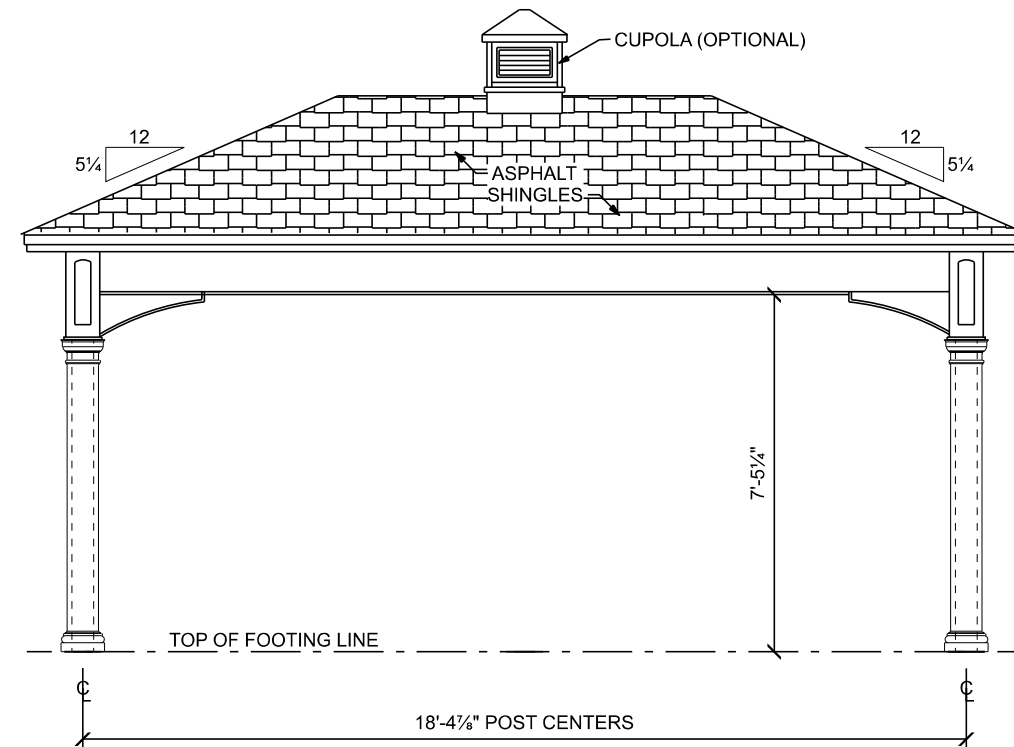 CUPOLA (OPTIONAL)
12
5¼
12
5¼
ASPHALT
SHINGLES
7'-5¼"
TOP OF FOOTING LINE
℄
℄
18'-4⅞" POST CENTERS